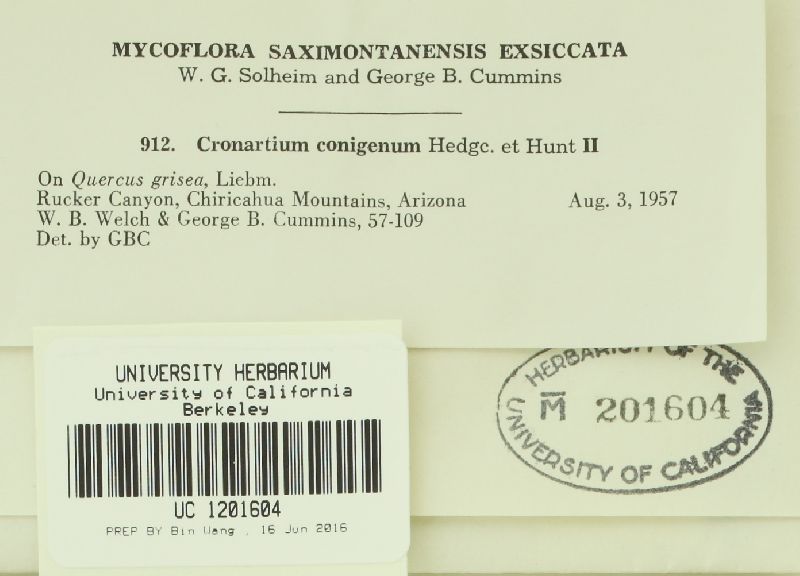 MYCOFLORA SAXIMONTANENSIS EXSICCATA
W. G. Solheim and George B. Cummins
912. Cronartium conigenum Hedgc. et Hunt II
On Quercus grisea, Liebm.
Rucker Canyon, Chiricahua Mountains, Arizona Aug. 3, 1957
W. B. Welch & George B. Cummins, 57-109
Det. by GBC
UNIVERSITY HERBARIUM
University of California
Berkeley
UC 1201604
PREP BY Bin Wang , 16 Jun 2016
HERBARIUM OF THE
M 201604
UNIVERSITY OF CALIFORNIA